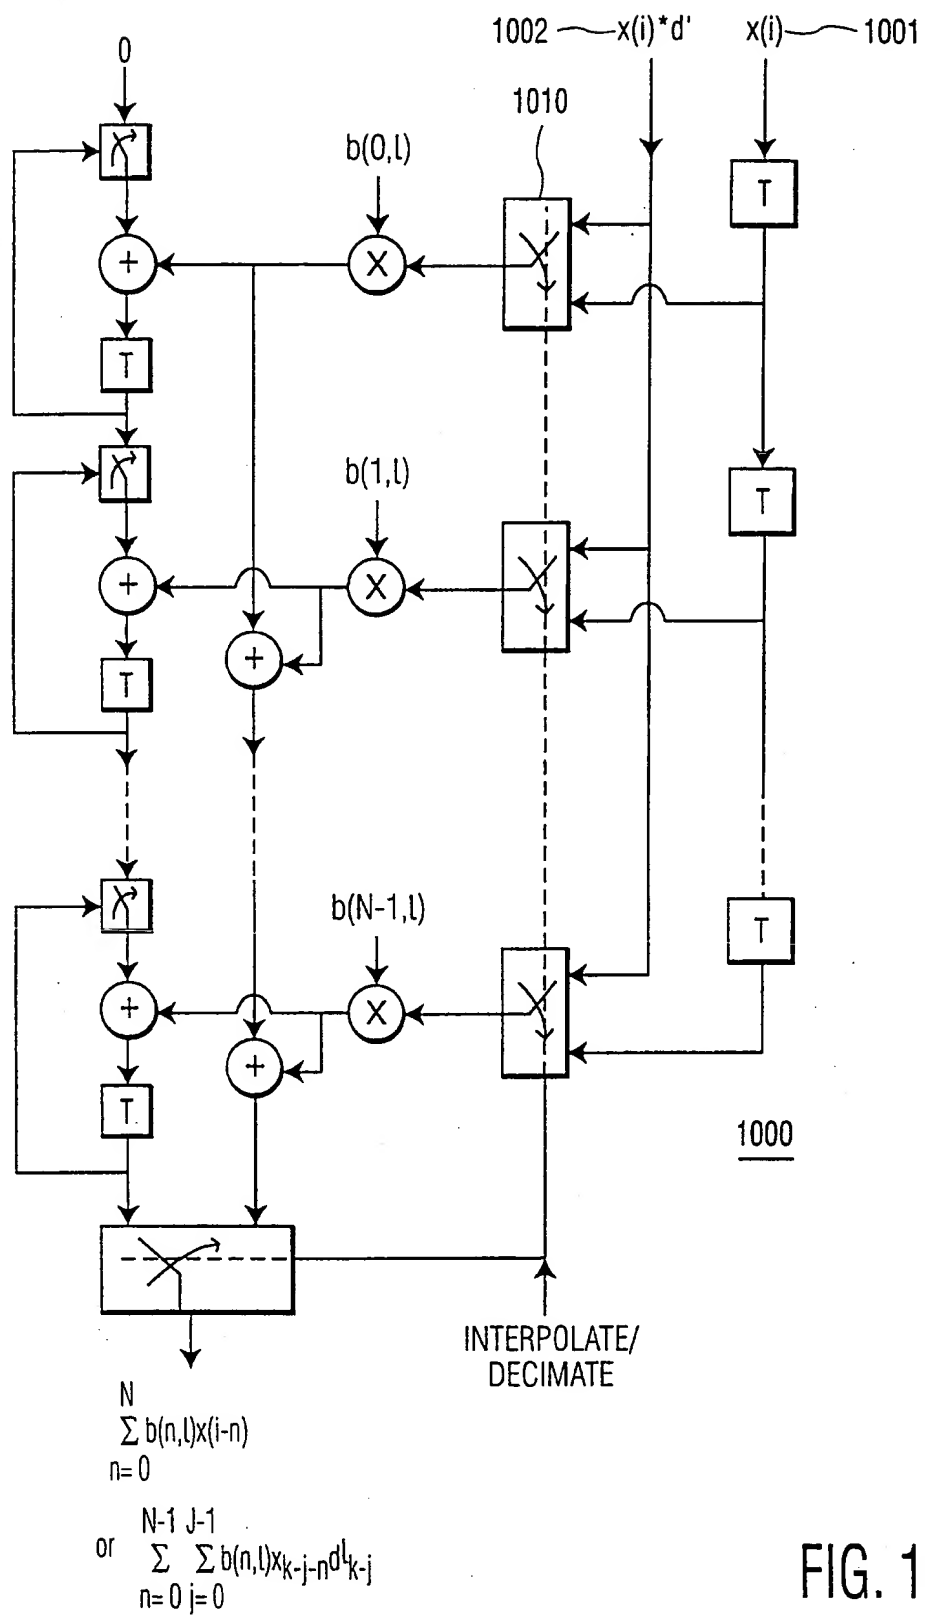 1002 x(i)*d' x(i) 1001
0
1010
b(0,l)
T
X
+
T
b(1,l)
T
X
+
+
T
b(N-1,l)
T
X
+
+
T
1000
INTERPOLATE/
DECIMATE
N
Σ b(n,l)x(i-n)
n=0
N-1 J-1
or Σ Σ b(n,l)x_{k-j-n}d^l_{k-j}
n=0 j=0
FIG. 1